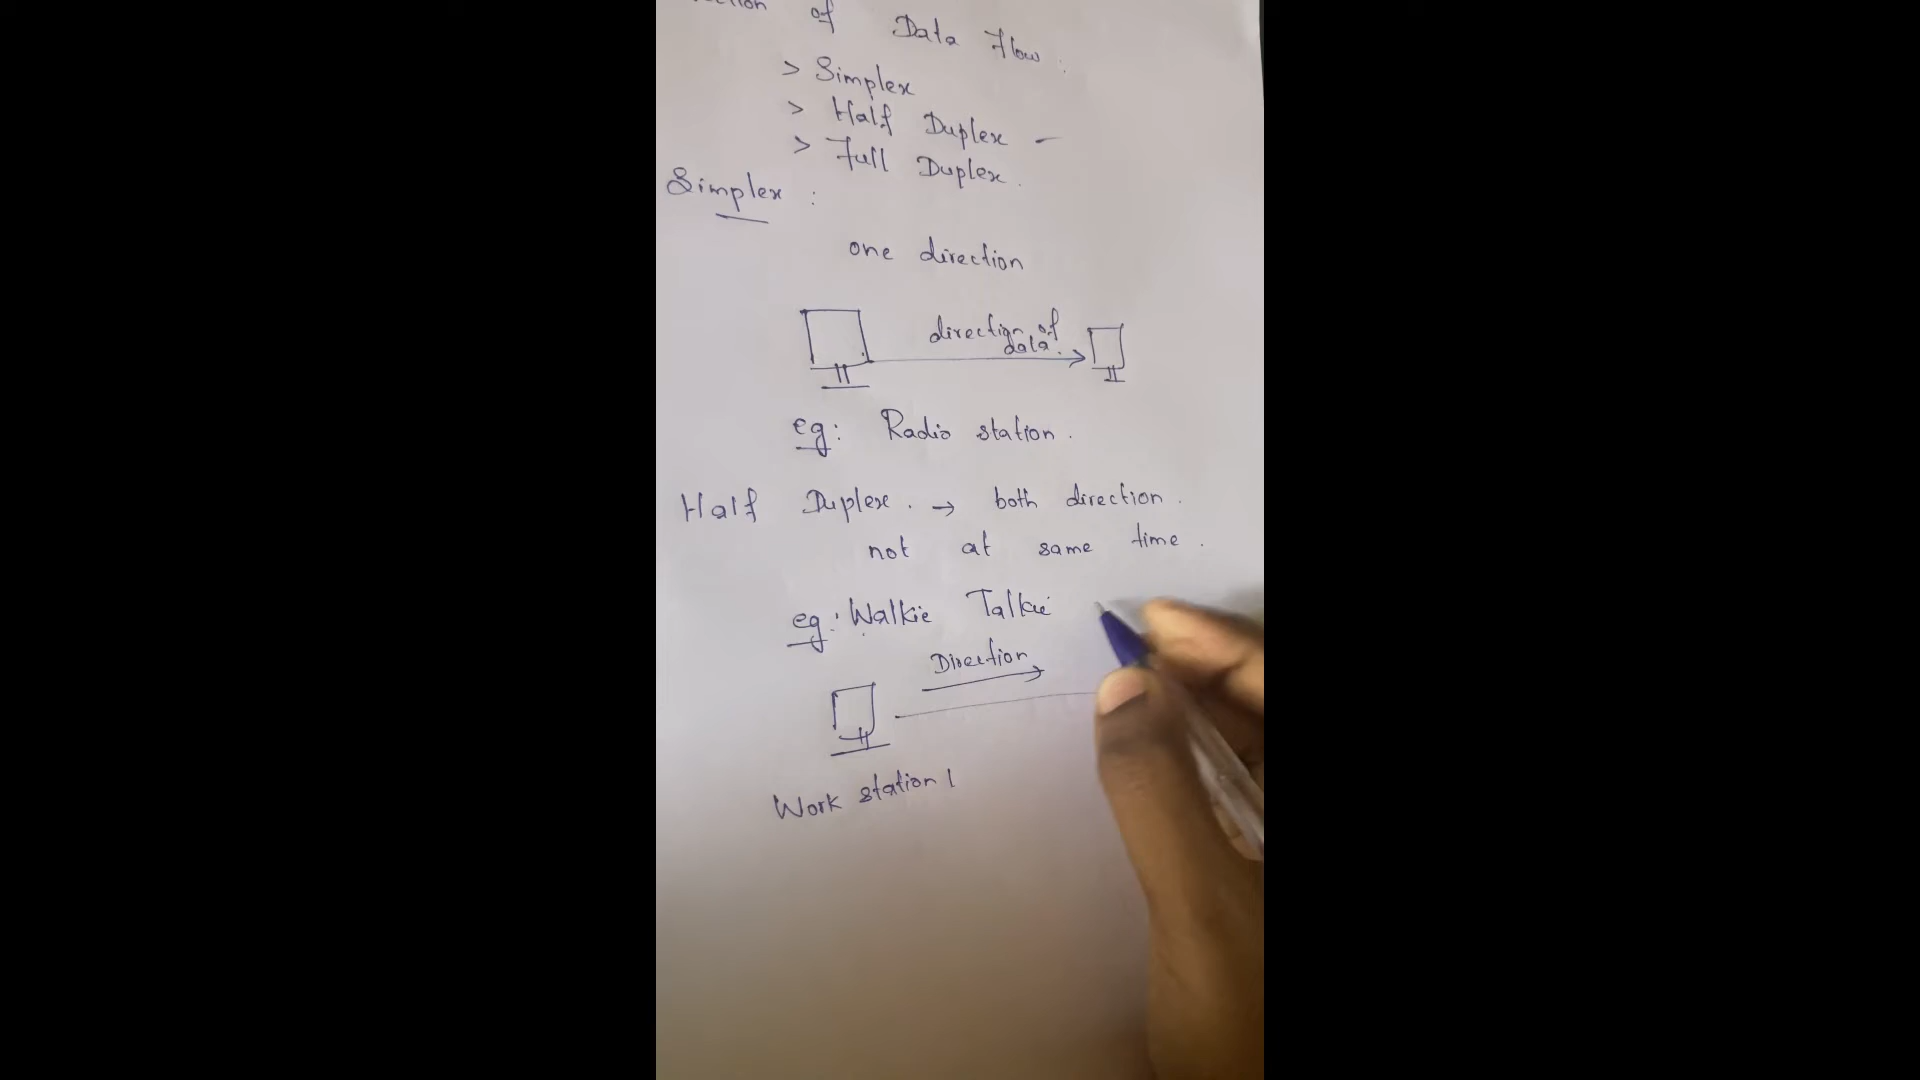 of Data Flow :
> Simplex
> Half Duplex -
> Full Duplex.
Simplex :
one direction
direction of
data.
eg: Radio station.
Half Duplex. → both direction.
not at same time.
eg: Walkie Talkie
Direction
Work station 1